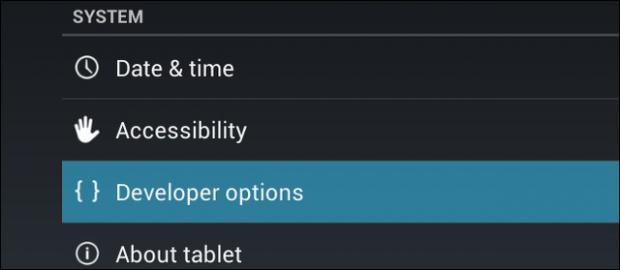 SYSTEM
Date & time
Accessibility
{ } Developer options
About tablet